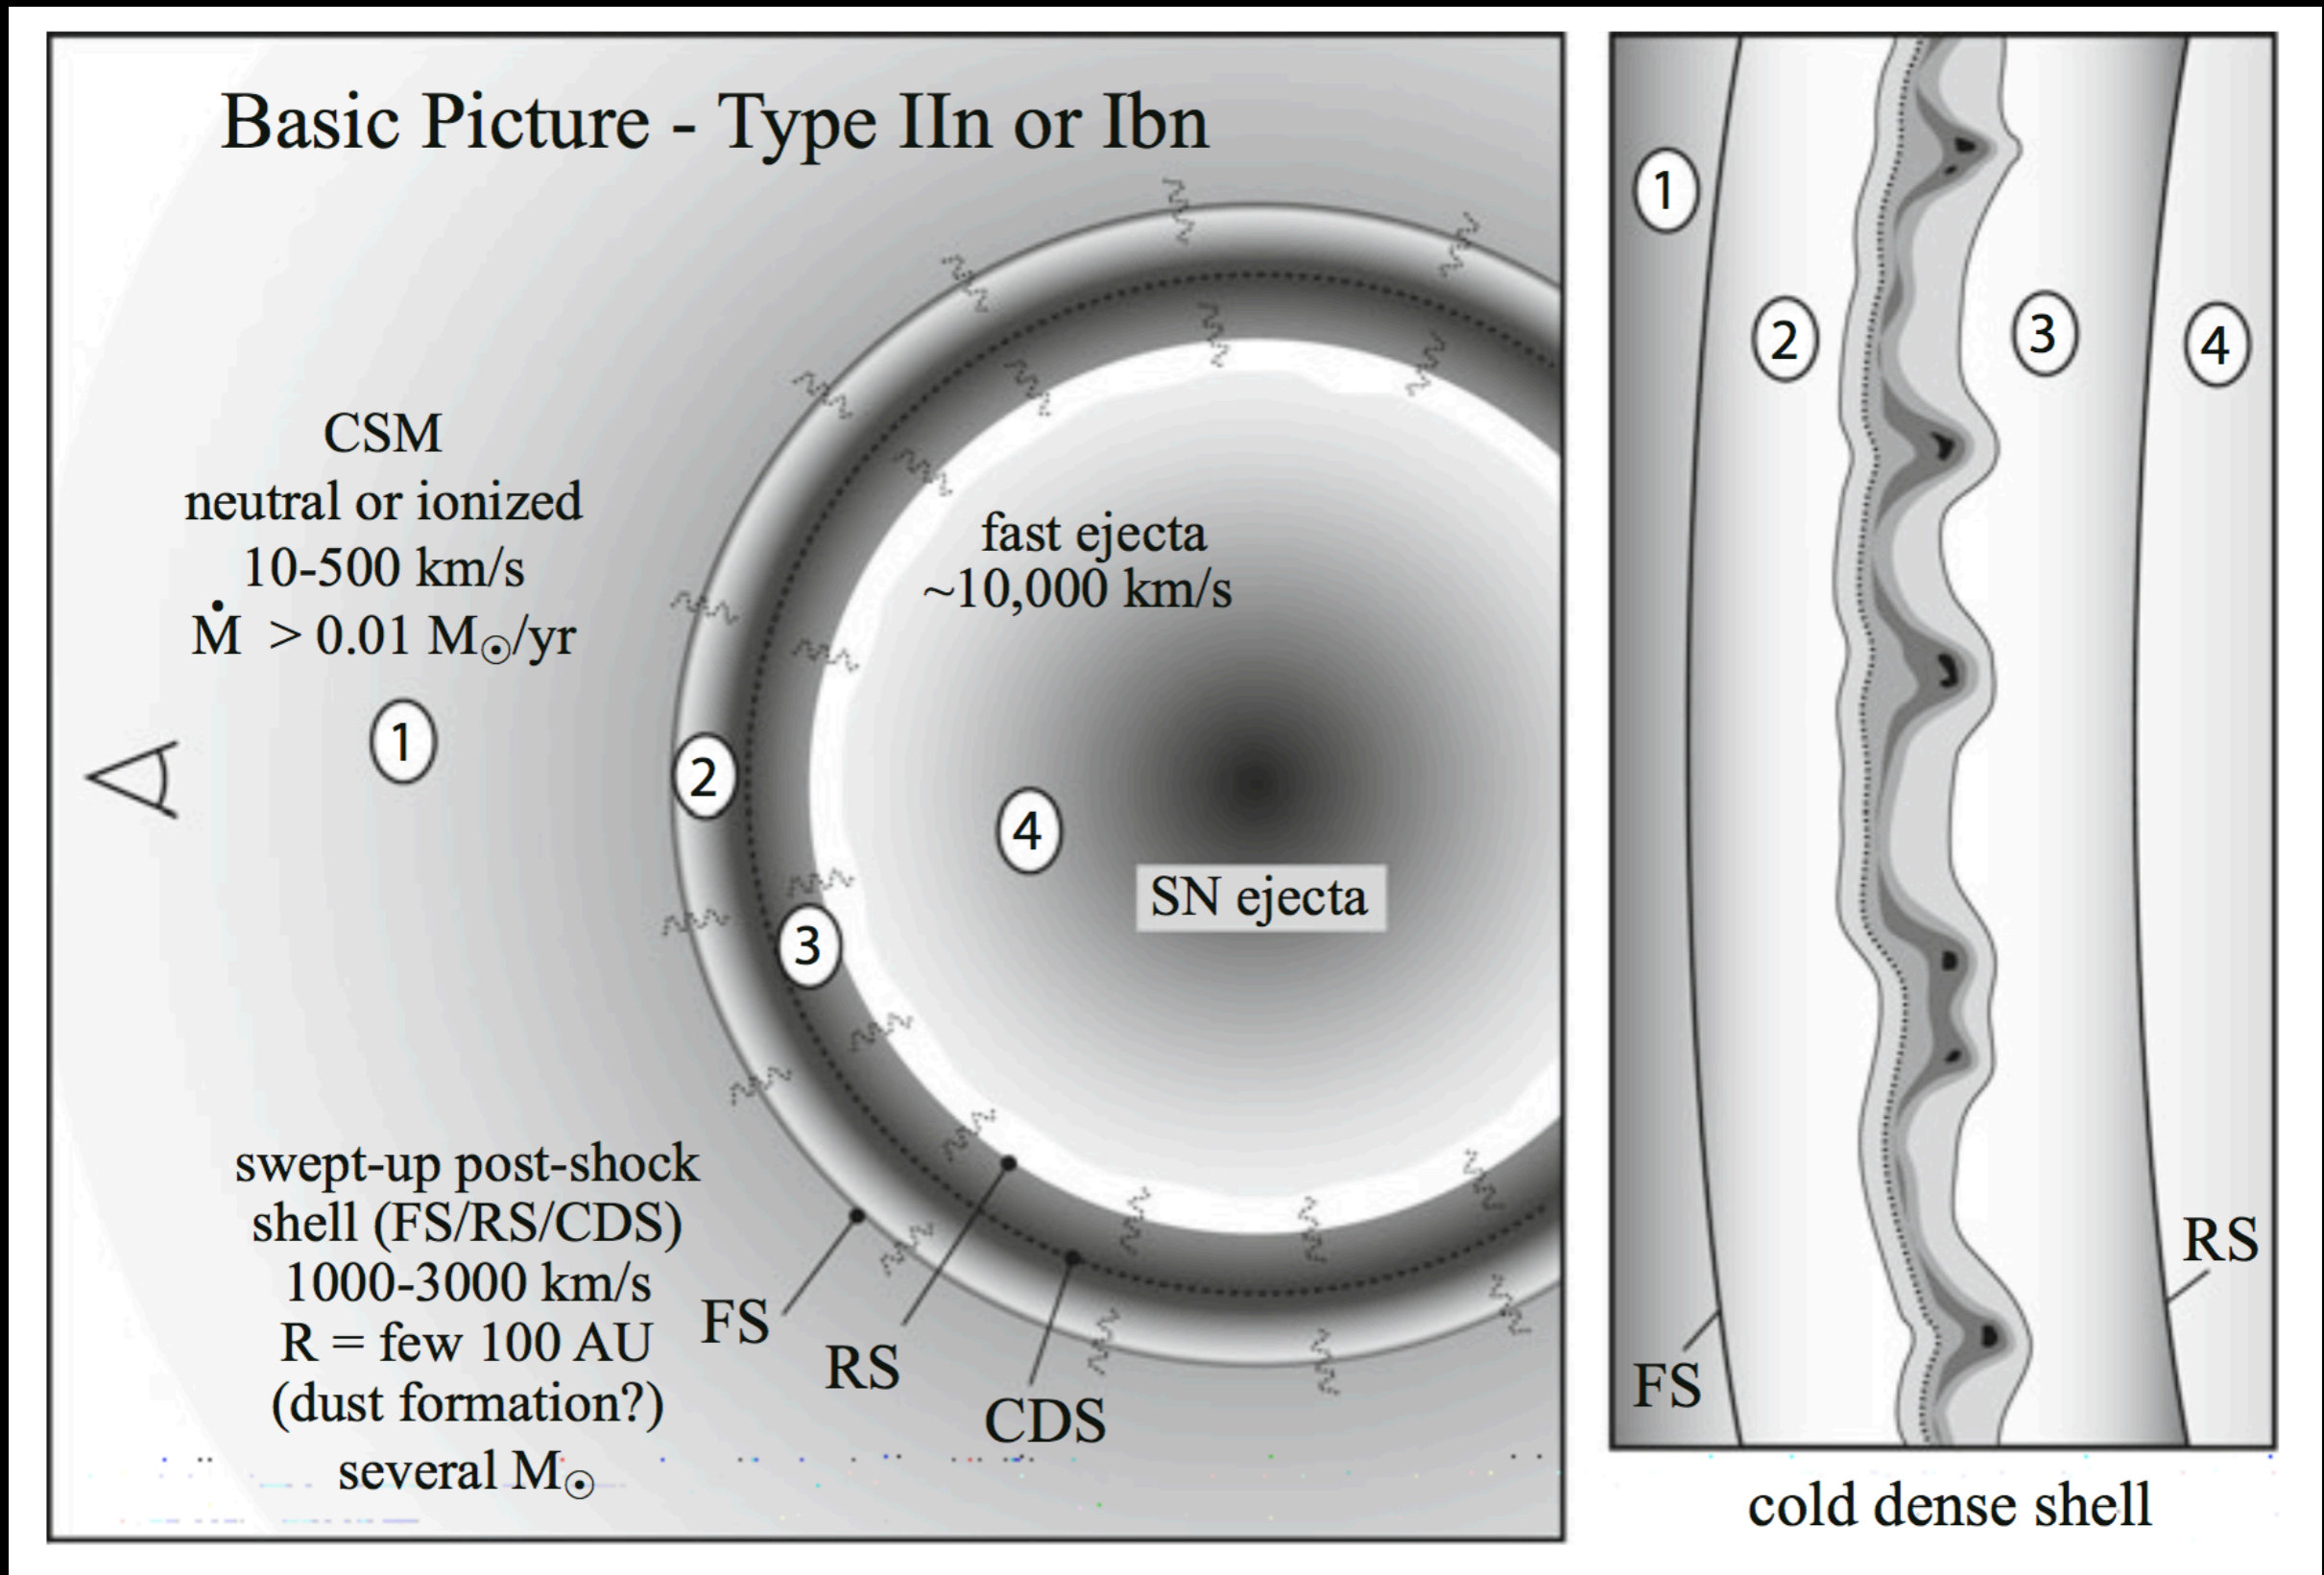 Basic Picture - Type IIn or Ibn
CSM
neutral or ionized
10-500 km/s
Ṁ > 0.01 M☉/yr
1
2
3
4
fast ejecta
~10,000 km/s
SN ejecta
swept-up post-shock
shell (FS/RS/CDS)
1000-3000 km/s
R = few 100 AU
(dust formation?)
several M☉
FS
RS
CDS
1
2
3
4
RS
FS
cold dense shell